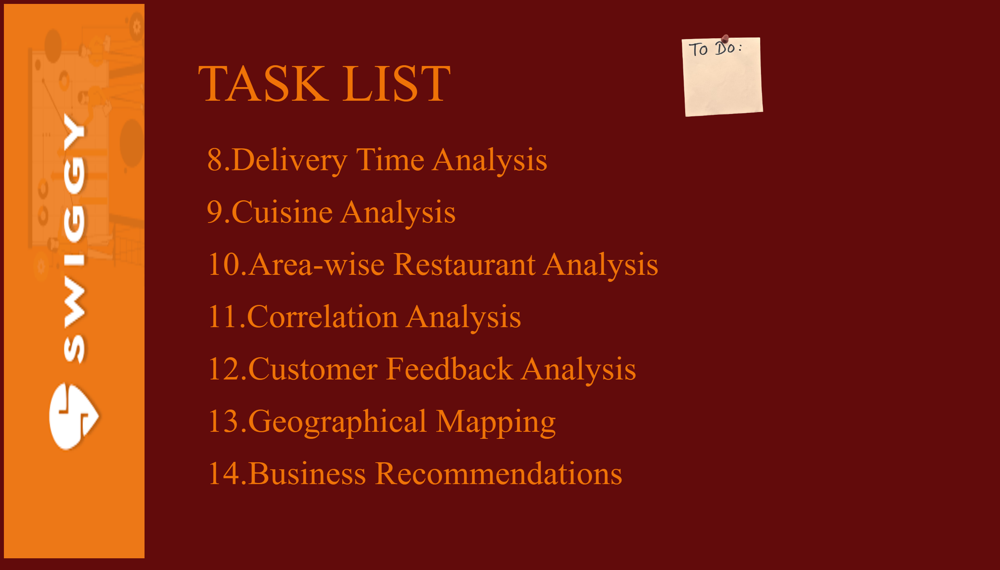 SWIGGY
TASK LIST
To Do:
8.Delivery Time Analysis
9.Cuisine Analysis
10.Area-wise Restaurant Analysis
11.Correlation Analysis
12.Customer Feedback Analysis
13.Geographical Mapping
14.Business Recommendations